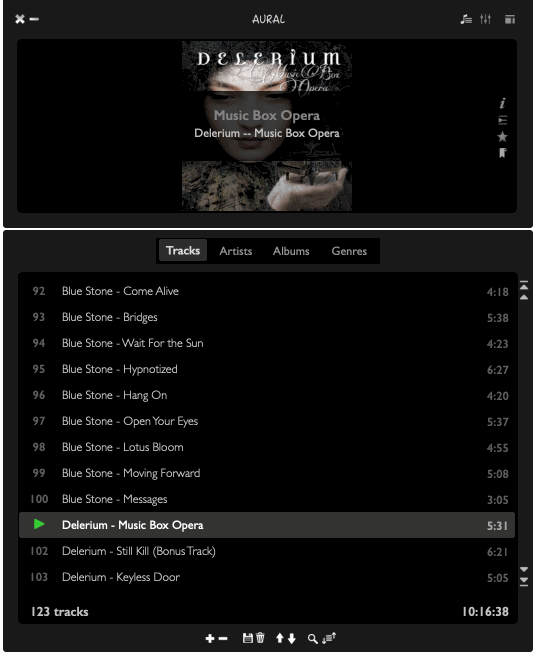 AURAL
DELERIUM
Music Box
Opera
Music Box Opera
Delerium -- Music Box Opera
i
Tracks Artists Albums Genres
92 Blue Stone - Come Alive 4:18
93 Blue Stone - Bridges 5:38
94 Blue Stone - Wait For the Sun 4:23
95 Blue Stone - Hypnotized 6:27
96 Blue Stone - Hang On 4:20
97 Blue Stone - Open Your Eyes 5:37
98 Blue Stone - Lotus Bloom 4:55
99 Blue Stone - Moving Forward 5:08
100 Blue Stone - Messages 3:05
Delerium - Music Box Opera 5:31
102 Delerium - Still Kill (Bonus Track) 6:21
103 Delerium - Keyless Door 5:05
123 tracks 10:16:38